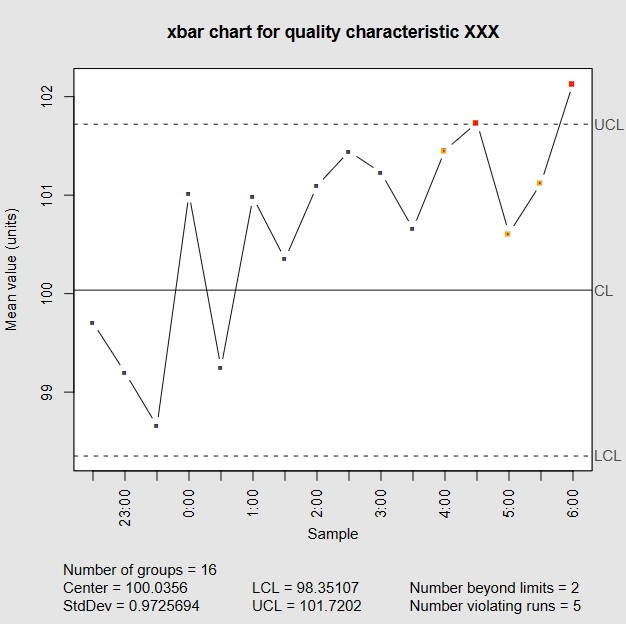 xbar chart for quality characteristic XXX
102
101
100
99
Mean value (units)
UCL
CL
LCL
23:00
0:00
1:00
2:00
3:00
4:00
5:00
6:00
Sample
Number of groups = 16
Center = 100.0356
LCL = 98.35107
Number beyond limits = 2
StdDev = 0.9725694
UCL = 101.7202
Number violating runs = 5